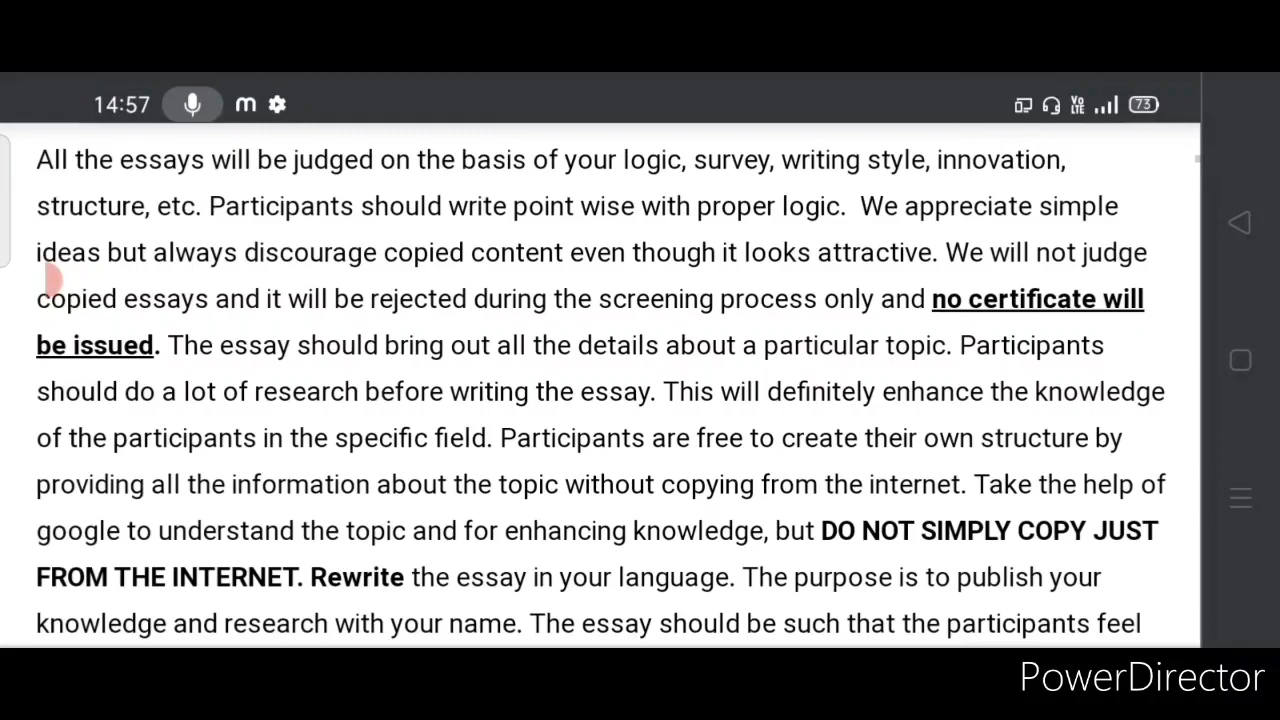 14:57
m
Vo
LTE
73
All the essays will be judged on the basis of your logic, survey, writing style, innovation,
structure, etc. Participants should write point wise with proper logic.  We appreciate simple
ideas but always discourage copied content even though it looks attractive. We will not judge
copied essays and it will be rejected during the screening process only and no certificate will
be issued. The essay should bring out all the details about a particular topic. Participants
should do a lot of research before writing the essay. This will definitely enhance the knowledge
of the participants in the specific field. Participants are free to create their own structure by
providing all the information about the topic without copying from the internet. Take the help of
google to understand the topic and for enhancing knowledge, but DO NOT SIMPLY COPY JUST
FROM THE INTERNET. Rewrite the essay in your language. The purpose is to publish your
knowledge and research with your name. The essay should be such that the participants feel
PowerDirector